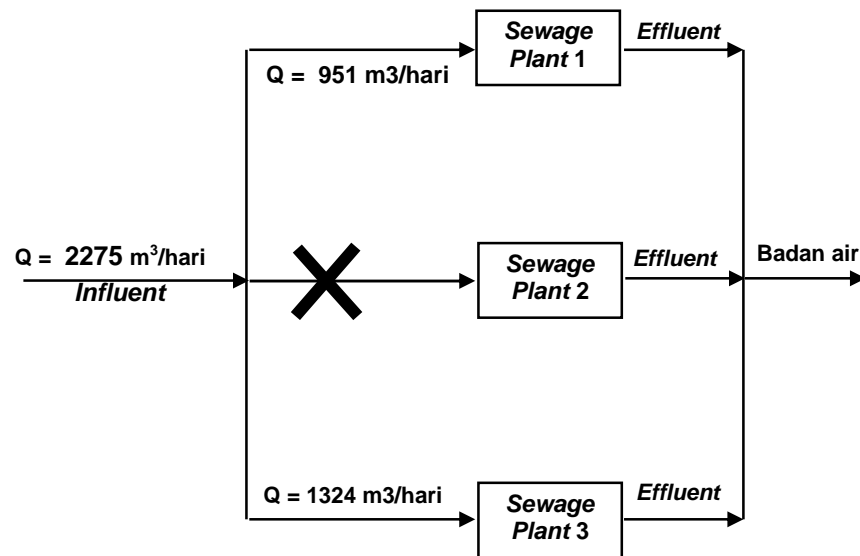 Sewage
Plant 1
Effluent
Q =  951 m3/hari
Q =  2275 m³/hari
Influent
Sewage
Plant 2
Effluent
Badan air
Q = 1324 m3/hari
Sewage
Plant 3
Effluent